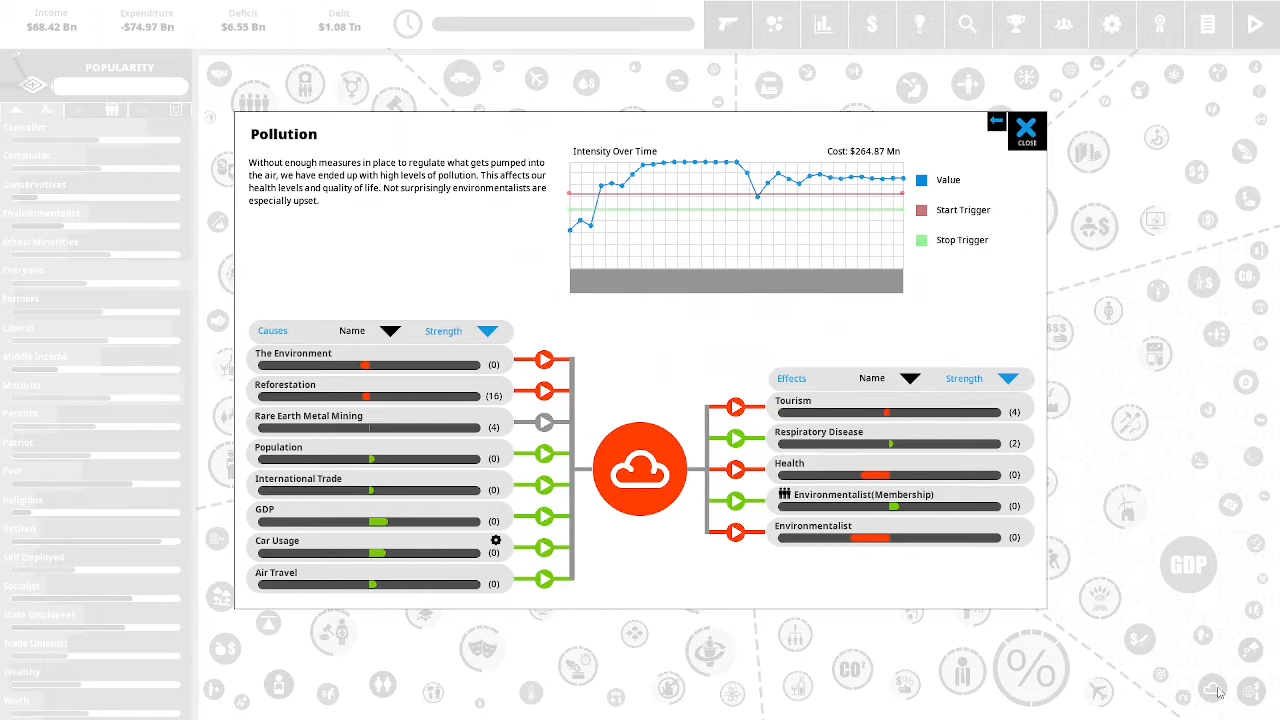 Income
$68.42 Bn
Expenditure
-$74.97 Bn
Deficit
$6.55 Bn
Debt
$1.08 Tn
POPULARITY
Capitalist
Commuter
Conservatives
Environmentalist
Ethnic Minorities
Everyone
Farmers
Liberal
Middle Income
Motorist
Parents
Patriot
Poor
Religious
Retired
Self Employed
Socialist
State Employees
Trade Unionist
Wealthy
Youth
Pollution
CLOSE
Without enough measures in place to regulate what gets pumped into
the air, we have ended up with high levels of pollution. This affects our
health levels and quality of life. Not surprisingly environmentalists are
especially upset.
Intensity Over Time
Cost: $264.87 Mn
Value
Start Trigger
Stop Trigger
Causes Name Strength
The Environment
(0)
Reforestation
(16)
Rare Earth Metal Mining
(4)
Population
(0)
International Trade
(0)
GDP
(0)
Car Usage
(0)
Air Travel
(0)
Effects Name Strength
Tourism
(4)
Respiratory Disease
(2)
Health
(0)
Environmentalist(Membership)
(0)
Environmentalist
(0)
GDP
CO²